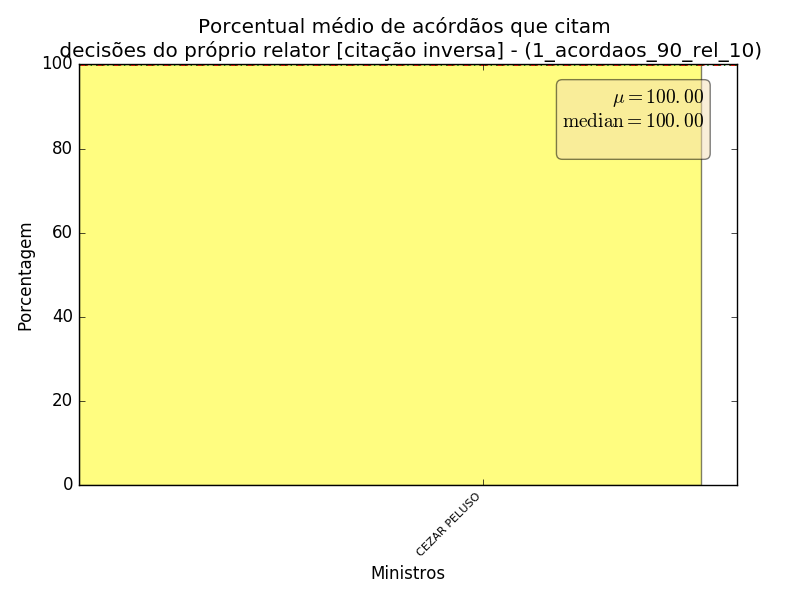 Porcentual médio de acórdãos que citam
decisões do próprio relator [citação inversa] - (1_acordaos_90_rel_10)
100
μ = 100.00
median = 100.00
80
60
40
20
0
Porcentagem
CEZAR PELUSO
Ministros